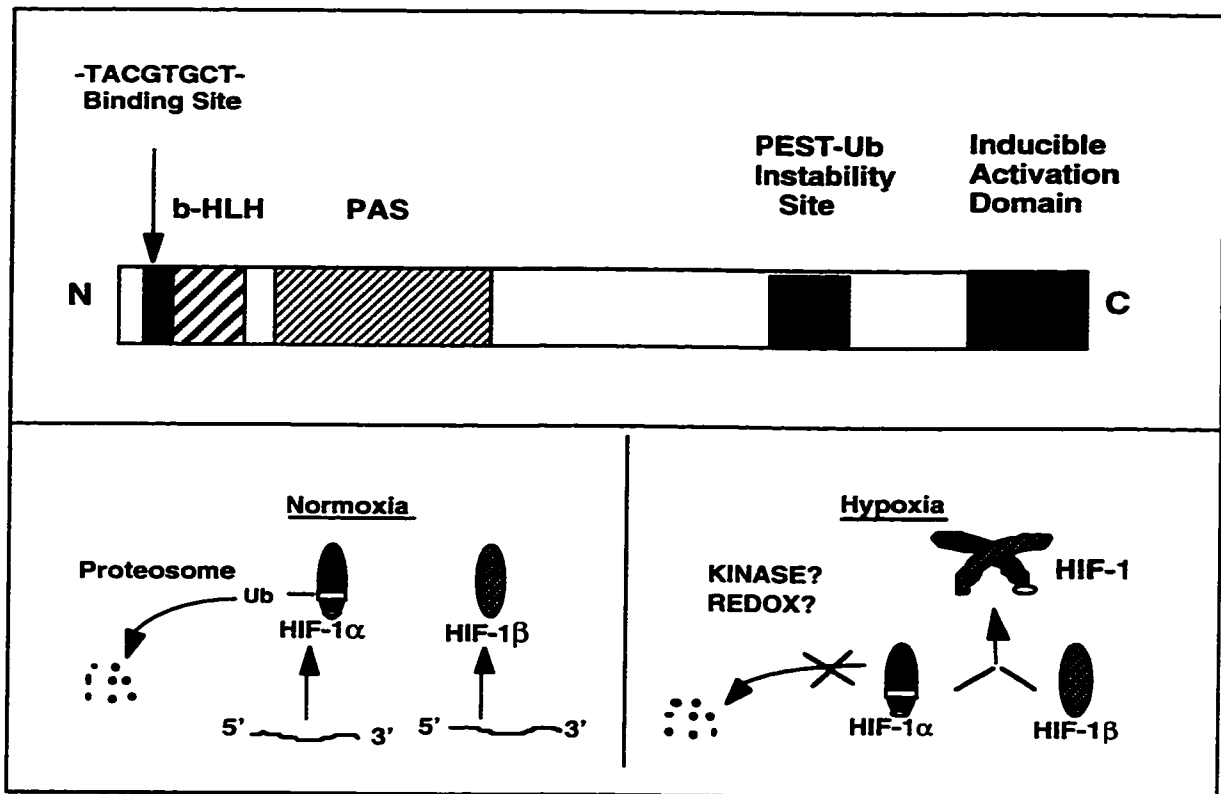 -TACGTGCT-
Binding Site
b-HLH
PAS
PEST-Ub
Instability
Site
Inducible
Activation
Domain
N
C
Normoxia
Proteosome
Ub
HIF-1α
HIF-1β
5’
3’
5’
3’
Hypoxia
KINASE?
REDOX?
HIF-1
HIF-1α
HIF-1β